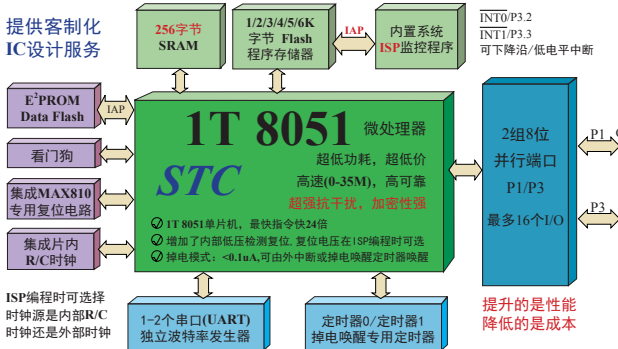 提供客制化
IC设计服务
256字节
SRAM
1/2/3/4/5/6K
字节 Flash
程序存储器
IAP
内置系统
ISP监控程序
INT0/P3.2
INT1/P3.3
可下降沿/低电平中断
E²PROM
Data Flash
IAP
看门狗
集成MAX810
专用复位电路
集成片内
R/C时钟
1T 8051 微处理器
STC
超低功耗，超低价
高速(0-35M)，高可靠
超强抗干扰，加密性强
1T 8051单片机，最快指令快24倍
增加了内部低压检测复位, 复位电压在ISP编程时可选
掉电模式：<0.1uA,可由外中断或掉电唤醒定时器唤醒
2组8位
并行端口
P1/P3
最多16个I/O
P1
P3
ISP编程时可选择
时钟源是内部R/C
时钟还是外部时钟
1-2个串口(UART)
独立波特率发生器
定时器0/定时器1
掉电唤醒专用定时器
提升的是性能
降低的是成本